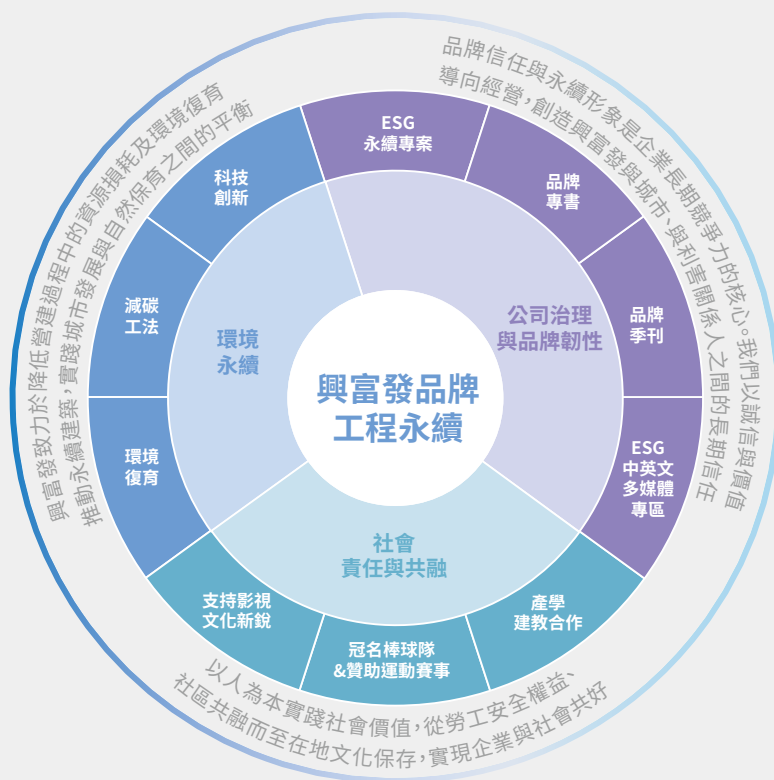 興富發品牌
工程永續
環境
永續
公司治理
與品牌韌性
社會
責任與共融
ESG
永續專案
品牌
專書
品牌
季刊
ESG
中英文
多媒體
專區
產學
建教合作
冠名棒球隊
&贊助運動賽事
支持影視
文化新銳
環境
復育
減碳
工法
科技
創新
興富發致力於降低營建過程中的資源損耗及環境復育
推動永續建築，實踐城市發展與自然保育之間的平衡
品牌信任與永續形象是企業長期競爭力的核心。我們以誠信與價值
導向經營，創造興富發與城市、與利害關係人之間的長期信任
以人為本實踐社會價值，從勞工安全權益、
社區共融而至在地文化保存，實現企業與社會共好